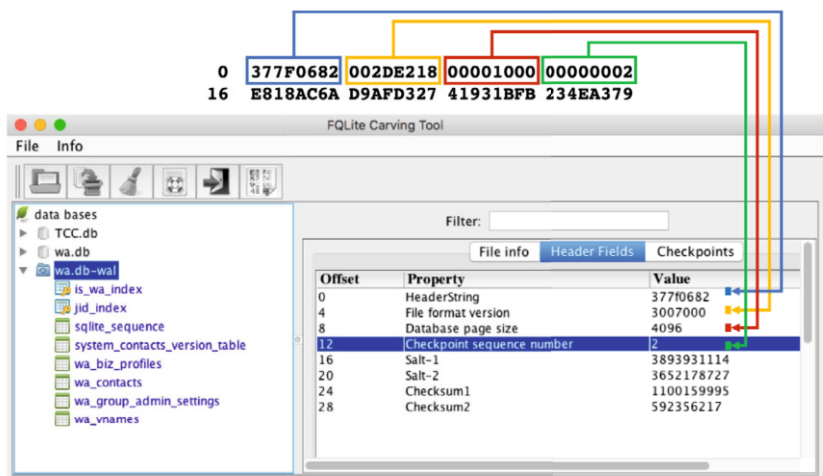 0 377F0682 002DE218 00001000 00000002
16 E818AC6A D9AFD327 41931BFB 234EA379
FQLite Carving Tool
File Info
data bases
TCC.db
wa.db
wa.db-wal
is_wa_index
jid_index
sqlite_sequence
system_contacts_version_table
wa_biz_profiles
wa_contacts
wa_group_admin_settings
wa_vnames
Filter:
File info Header Fields Checkpoints
Offset Property Value
0 HeaderString 377f0682
4 File format version 3007000
8 Database page size 4096
12 Checkpoint sequence number 2
16 Salt-1 3893931114
20 Salt-2 3652178727
24 Checksum1 1100159995
28 Checksum2 592356217